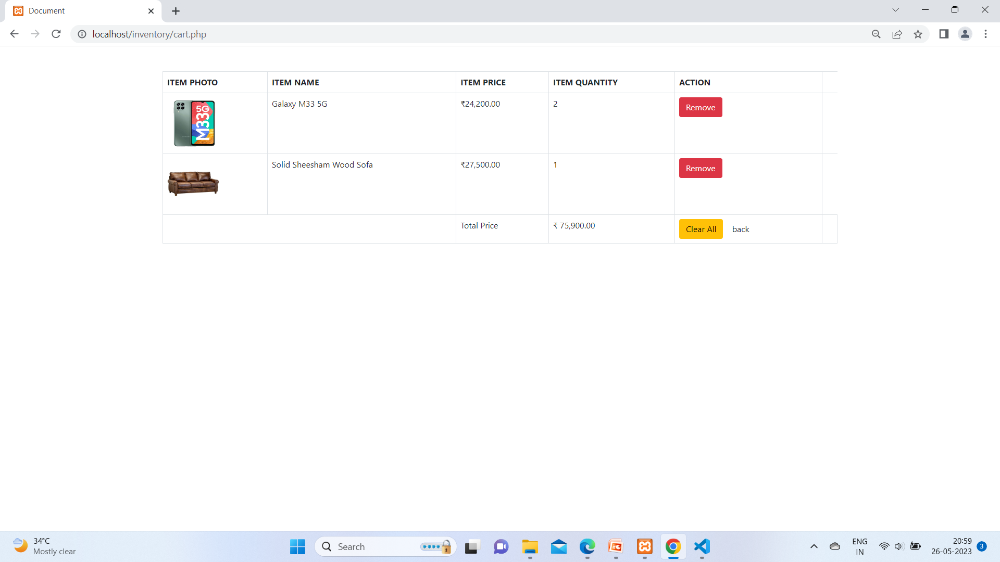 Document
localhost/inventory/cart.php
ITEM PHOTO ITEM NAME ITEM PRICE ITEM QUANTITY ACTION
5G M33 Galaxy M33 5G ₹24,200.00 2 Remove
Solid Sheesham Wood Sofa ₹27,500.00 1 Remove
Total Price ₹ 75,900.00 Clear All back
34°C
Mostly clear
Search
ENG
IN
20:59
26-05-2023
3